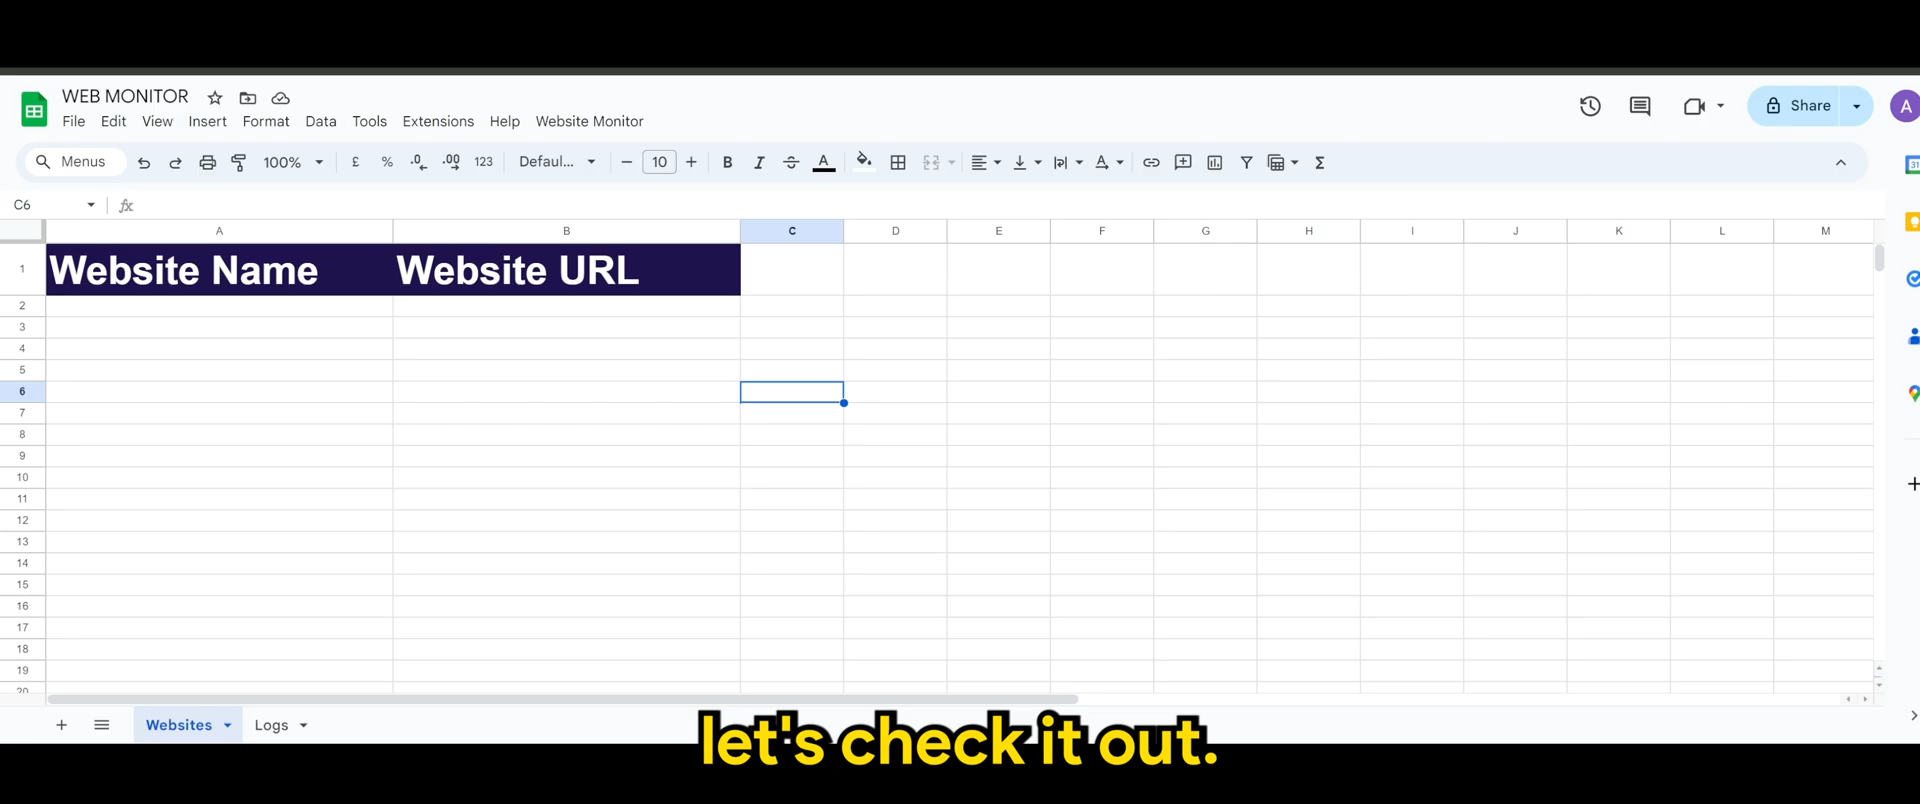 WEB MONITOR
File Edit View Insert Format Data Tools Extensions Help Website Monitor
Share
A
Menus 100% £ % .0 .00 123 Defaul... 10 B I S A Σ
31
C6 fx
A B C D E F G H I J K L M
1 Website Name Website URL
2
3
4
5
6
7
8
9
10
11
12
13
14
15
16
17
18
19
20
Websites Logs
let's check it out.